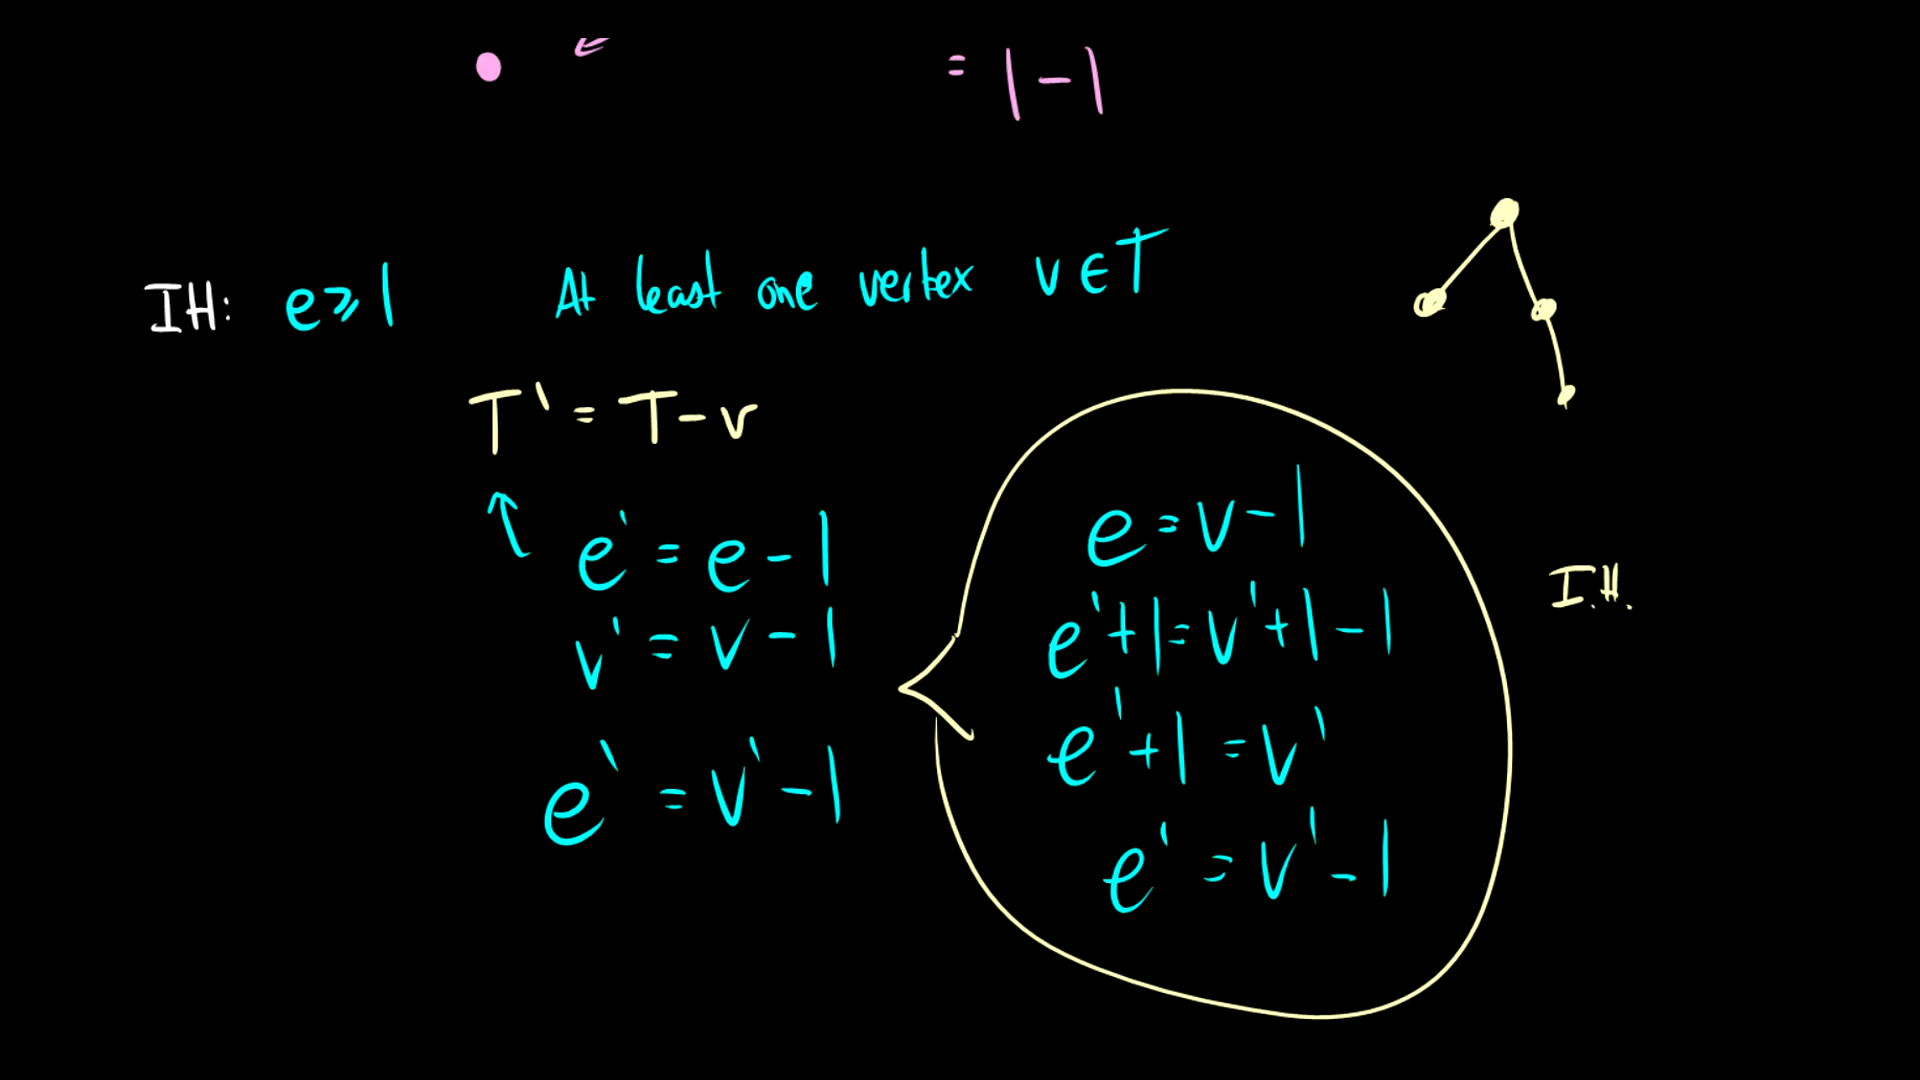 = 1 - 1
IH: e ≥ 1 At least one vertex v ∈ T
T' = T - v
e' = e - 1
v' = v - 1
e' = v' - 1
e = v - 1
e' + 1 = v' + 1 - 1
e' + 1 = v'
e' = v' - 1
I.H.